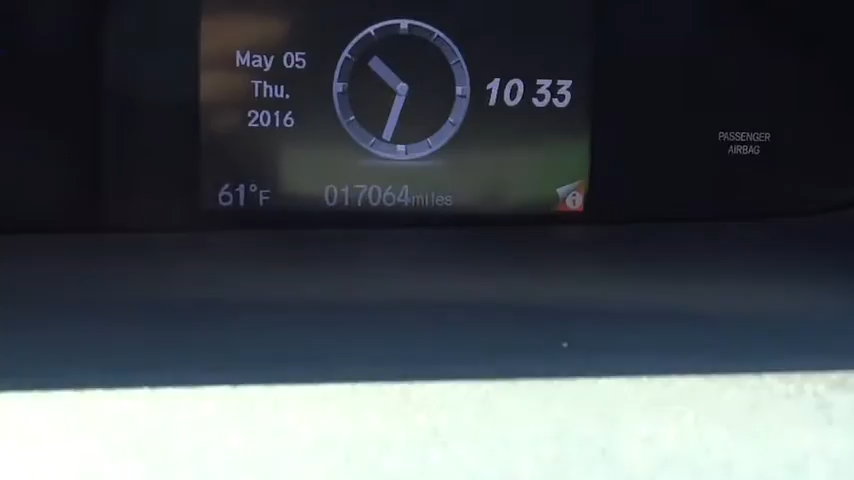 May 05
Thu.
2016
10 33
61°F
017064miles
i
PASSENGER
AIRBAG